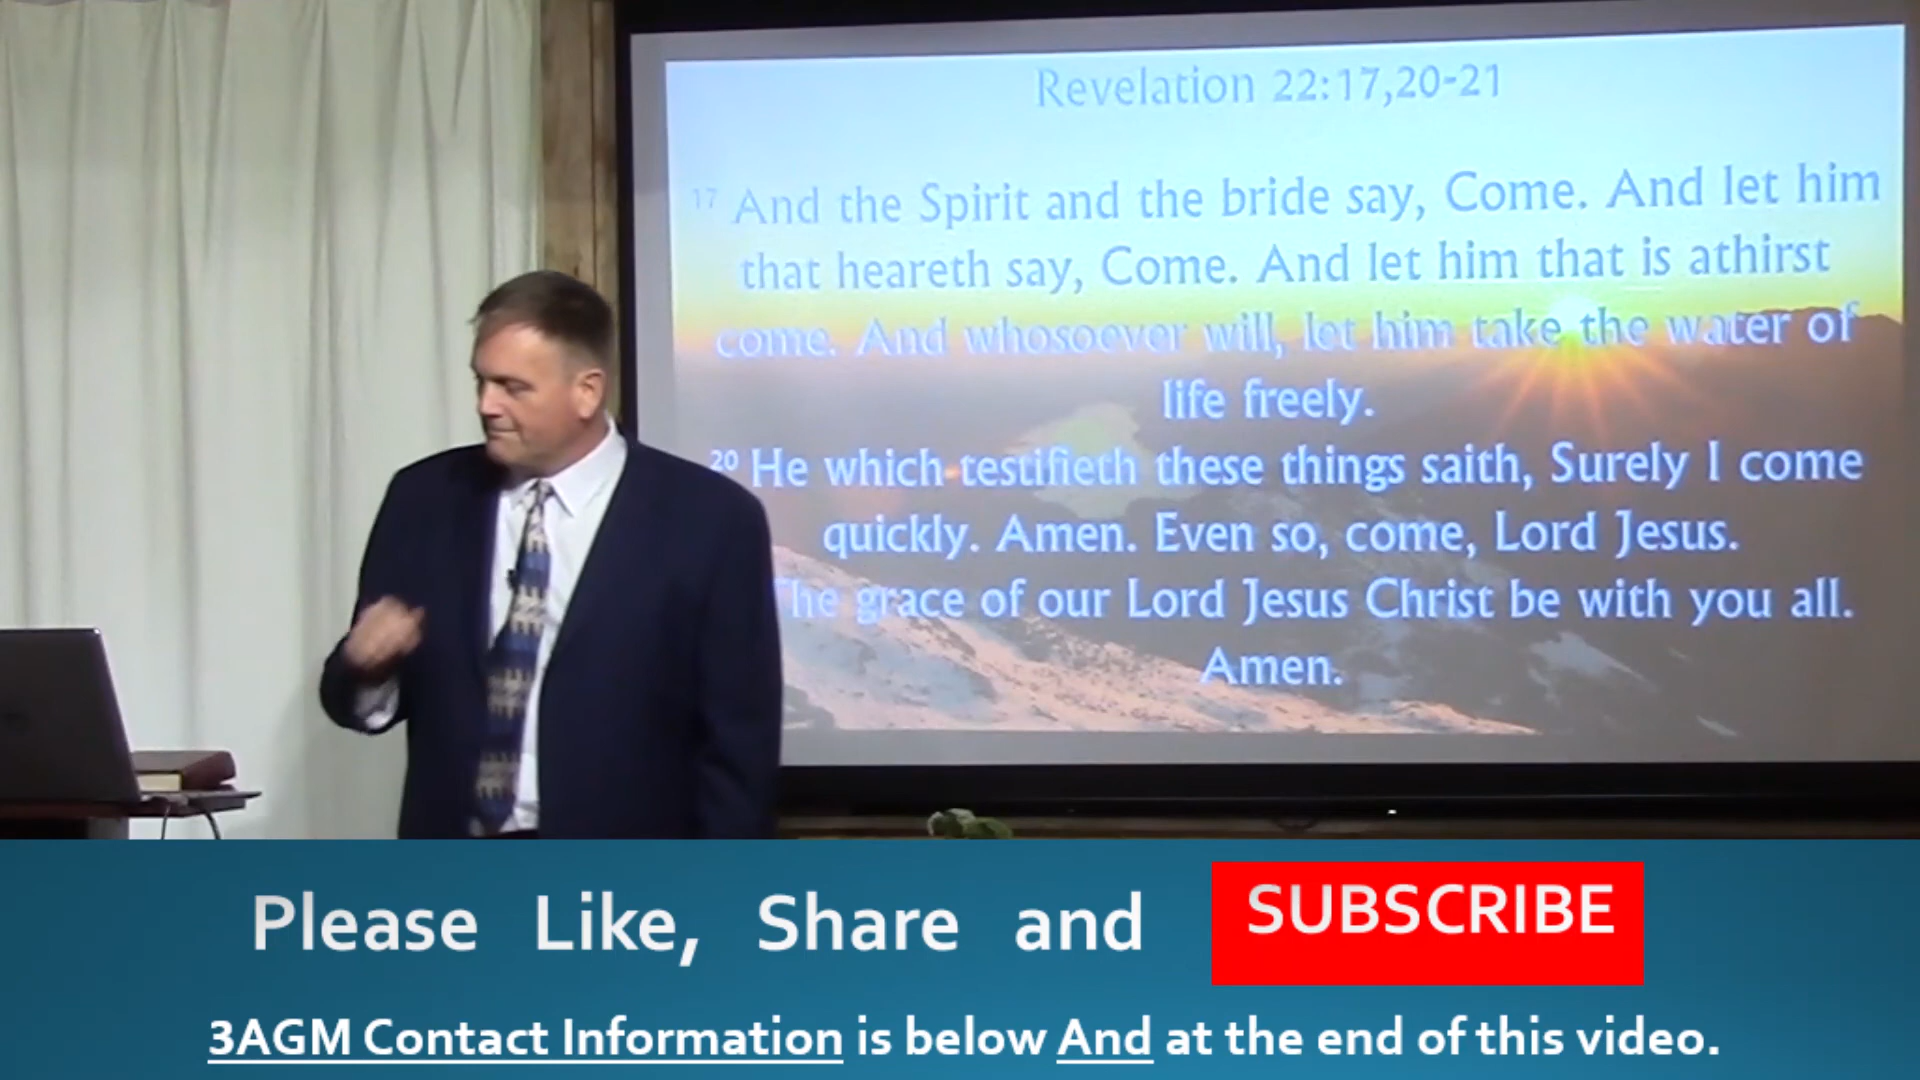 Revelation 22:17,20-21
17 And the Spirit and the bride say, Come. And let him
that heareth say, Come. And let him that is athirst
come. And whosoever will, let him take the water of
life freely.
20 He which testifieth these things saith, Surely I come
quickly. Amen. Even so, come, Lord Jesus.
grace of our Lord Jesus Christ be with you all.
Amen.
Please Like, Share and SUBSCRIBE
3AGM Contact Information is below And at the end of this video.